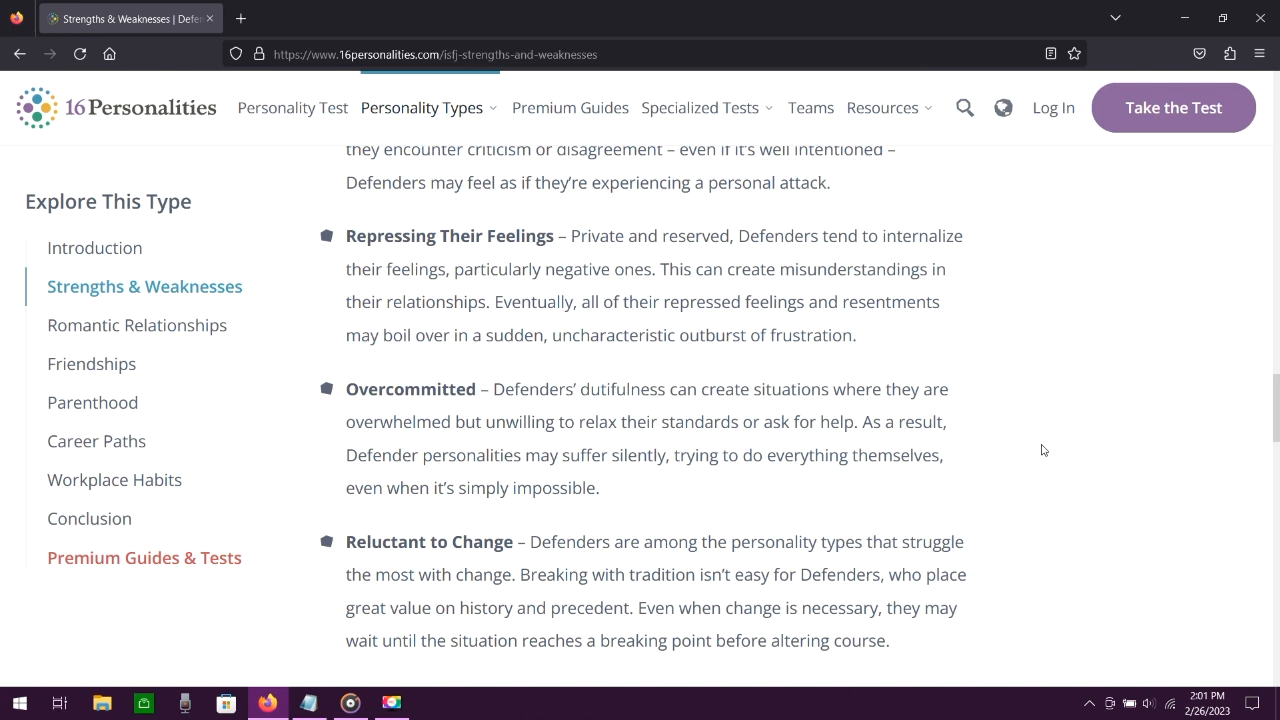 Strengths & Weaknesses | Defen
https://www.16personalities.com/isfj-strengths-and-weaknesses
16Personalities
Personality Test
Personality Types
Premium Guides
Specialized Tests
Teams
Resources
Log In
Take the Test
they encounter criticism or disagreement – even if it's well intentioned –
Defenders may feel as if they're experiencing a personal attack.
Explore This Type
Introduction
Strengths & Weaknesses
Romantic Relationships
Friendships
Parenthood
Career Paths
Workplace Habits
Conclusion
Premium Guides & Tests
Repressing Their Feelings – Private and reserved, Defenders tend to internalize
their feelings, particularly negative ones. This can create misunderstandings in
their relationships. Eventually, all of their repressed feelings and resentments
may boil over in a sudden, uncharacteristic outburst of frustration.
Overcommitted – Defenders' dutifulness can create situations where they are
overwhelmed but unwilling to relax their standards or ask for help. As a result,
Defender personalities may suffer silently, trying to do everything themselves,
even when it's simply impossible.
Reluctant to Change – Defenders are among the personality types that struggle
the most with change. Breaking with tradition isn't easy for Defenders, who place
great value on history and precedent. Even when change is necessary, they may
wait until the situation reaches a breaking point before altering course.
2:01 PM
2/26/2023